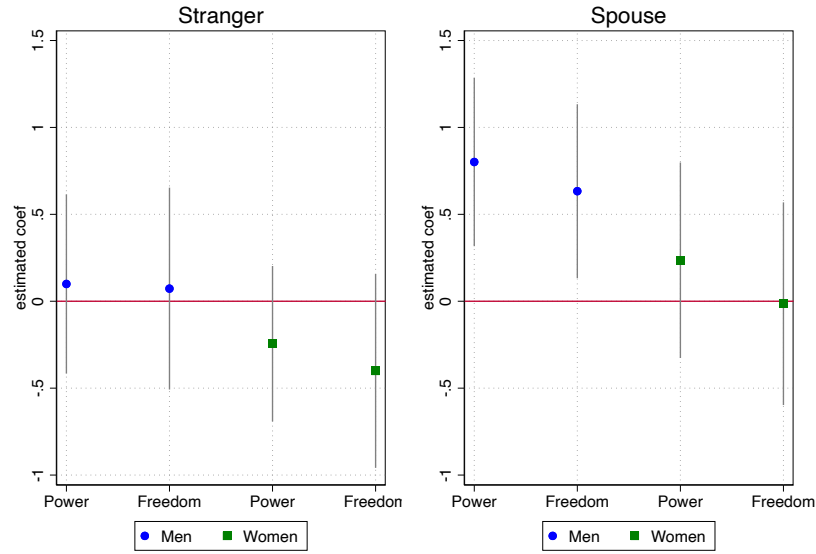 Stranger
estimated coef
1.5
1
.5
0
-.5
-1
Power Freedom Power Freedom
Men Women
Spouse
estimated coef
1.5
1
.5
0
-.5
-1
Power Freedom Power Freedom
Men Women